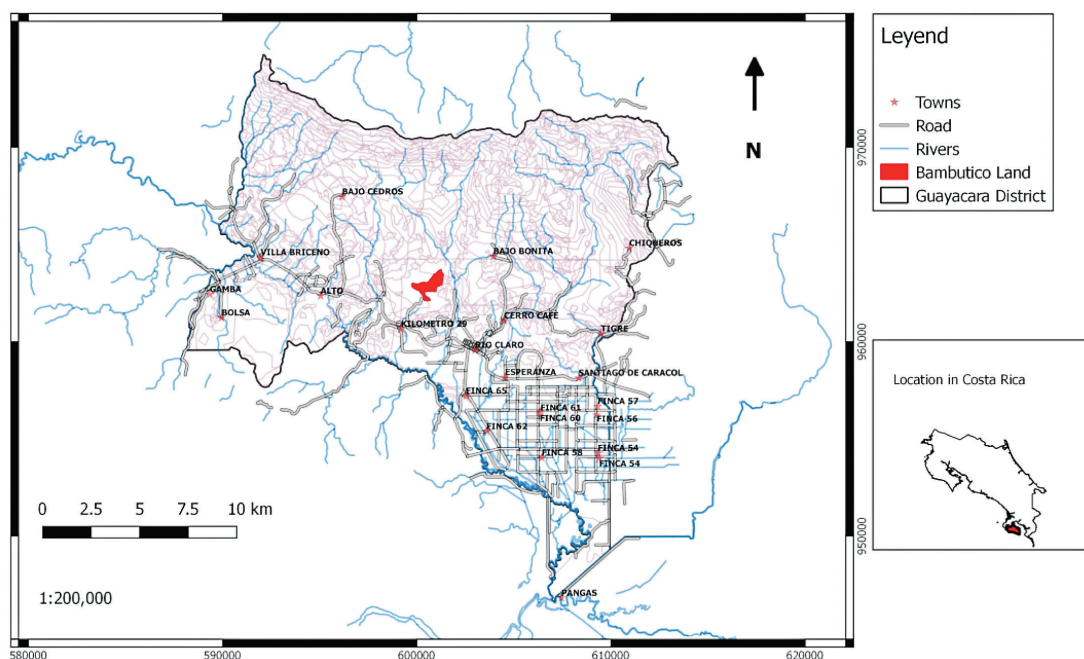 Leyend
Towns
Road
Rivers
Bambutico Land
Guayacara District
N
970000
960000
950000
BAJO CEDROS
CHIQUEROS
VILLA BRICENO
BAJO BONITA
GAMBA
ALTO
BOLSA
CERRO CAFE
KILOMETRO 29
TIGRE
RIO CLARO
ESPERANZA
SANTIAGO DE CARACOL
FINCA 65
FINCA 57
FINCA 61
FINCA 60
FINCA 56
FINCA 62
FINCA 54
FINCA 58
FINCA 54
PANGAS
0 2.5 5 7.5 10 km
1:200,000
580000 590000 600000 610000 620000
Location in Costa Rica